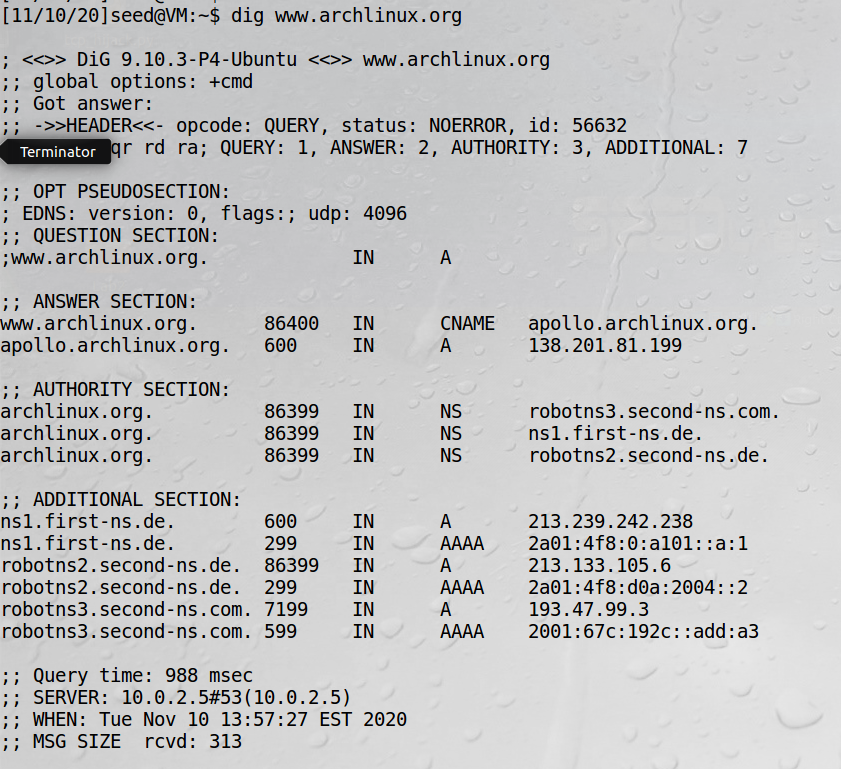 [11/10/20]seed@VM:~$ dig www.archlinux.org
; <<>> DiG 9.10.3-P4-Ubuntu <<>> www.archlinux.org
;; global options: +cmd
;; Got answer:
;; ->>HEADER<<- opcode: QUERY, status: NOERROR, id: 56632
Terminator qr rd ra; QUERY: 1, ANSWER: 2, AUTHORITY: 3, ADDITIONAL: 7
;; OPT PSEUDOSECTION:
; EDNS: version: 0, flags:; udp: 4096
;; QUESTION SECTION:
;www.archlinux.org. IN A
;; ANSWER SECTION:
www.archlinux.org. 86400 IN CNAME apollo.archlinux.org.
apollo.archlinux.org. 600 IN A 138.201.81.199
;; AUTHORITY SECTION:
archlinux.org. 86399 IN NS robotns3.second-ns.com.
archlinux.org. 86399 IN NS ns1.first-ns.de.
archlinux.org. 86399 IN NS robotns2.second-ns.de.
;; ADDITIONAL SECTION:
ns1.first-ns.de. 600 IN A 213.239.242.238
ns1.first-ns.de. 299 IN AAAA 2a01:4f8:0:a101::a:1
robotns2.second-ns.de. 86399 IN A 213.133.105.6
robotns2.second-ns.de. 299 IN AAAA 2a01:4f8:d0a:2004::2
robotns3.second-ns.com. 7199 IN A 193.47.99.3
robotns3.second-ns.com. 599 IN AAAA 2001:67c:192c::add:a3
;; Query time: 988 msec
;; SERVER: 10.0.2.5#53(10.0.2.5)
;; WHEN: Tue Nov 10 13:57:27 EST 2020
;; MSG SIZE rcvd: 313